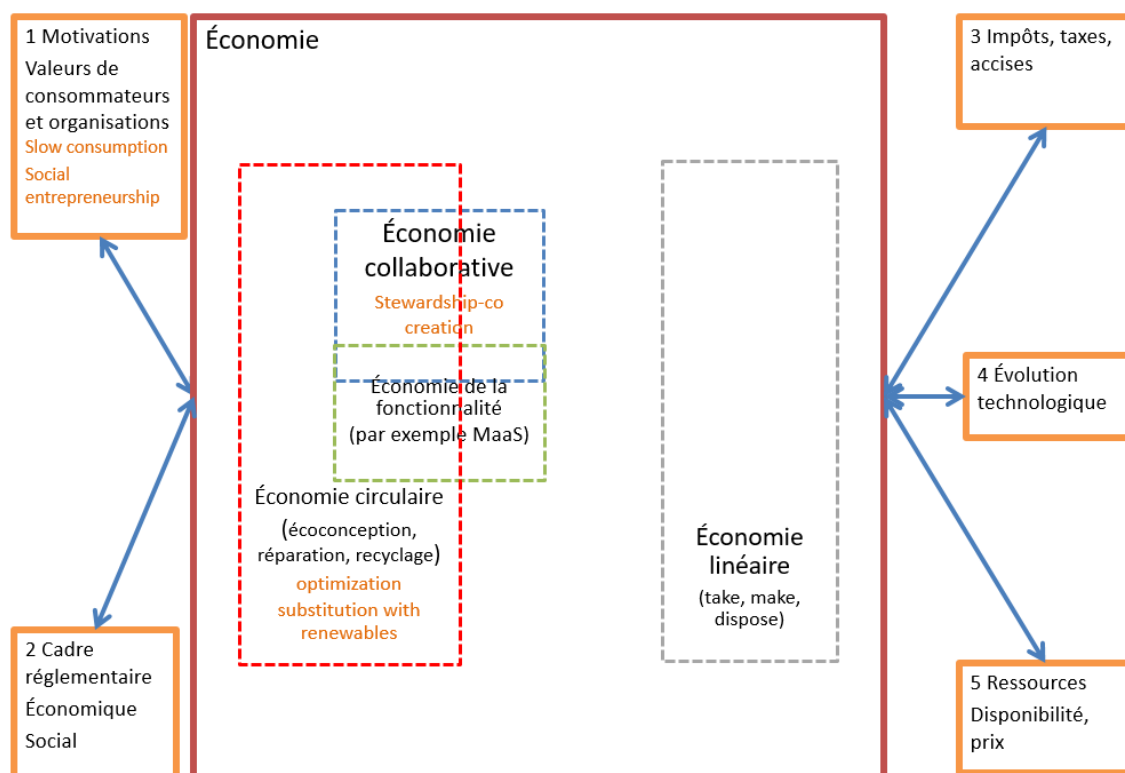 1 Motivations
Valeurs de
consommateurs
et organisations
Slow consumption
Social
entrepreneurship
Économie
3 Impôts, taxes,
accises
Économie
collaborative
Stewardship-co
creation
Économie de la
fonctionnalité
(par exemple MaaS)
4 Évolution
technologique
Économie circulaire
(écoconception,
réparation, recyclage)
optimization
substitution with
renewables
Économie
linéaire
(take, make,
dispose)
2 Cadre
réglementaire
Économique
Social
5 Ressources
Disponibilité,
prix